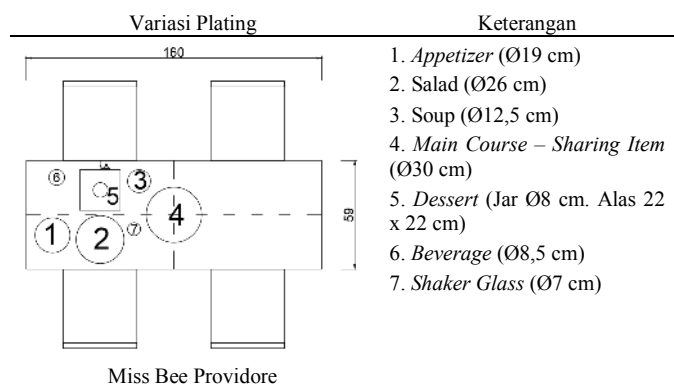 Variasi Plating
Keterangan
160
59
6
5
3
4
1
2
7
1. Appetizer (Ø19 cm)
2. Salad (Ø26 cm)
3. Soup (Ø12,5 cm)
4. Main Course – Sharing Item
(Ø30 cm)
5. Dessert (Jar Ø8 cm. Alas 22
x 22 cm)
6. Beverage (Ø8,5 cm)
7. Shaker Glass (Ø7 cm)
Miss Bee Providore